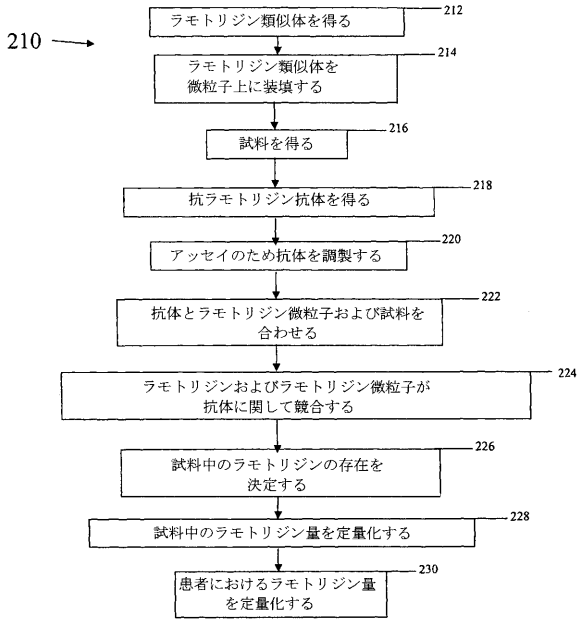 210
212
ラモトリジン類似体を得る
214
ラモトリジン類似体を
微粒子上に装填する
216
試料を得る
218
抗ラモトリジン抗体を得る
220
アッセイのため抗体を調製する
222
抗体とラモトリジン微粒子および試料を
合わせる
224
ラモトリジンおよびラモトリジン微粒子が
抗体に関して競合する
226
試料中のラモトリジンの存在を
決定する
228
試料中のラモトリジン量を定量化する
230
患者におけるラモトリジン量
を定量化する